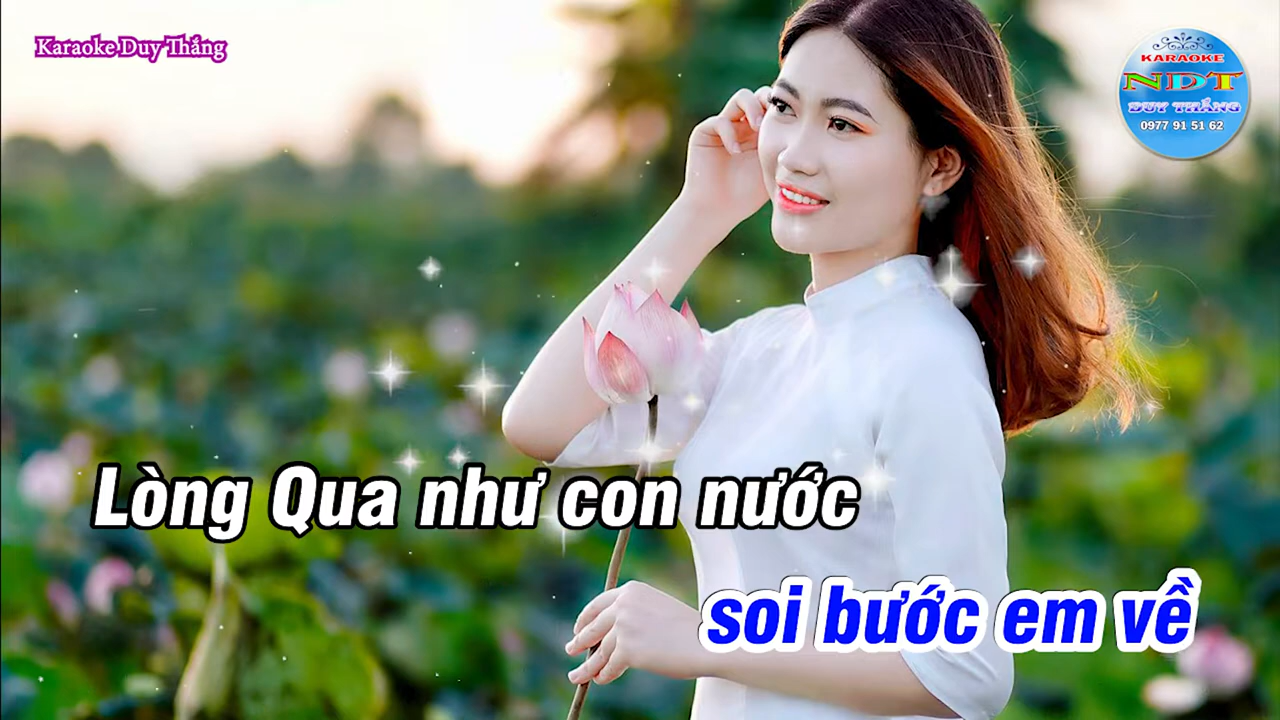 Karaoke Duy Thắng
KARAOKE
NDT
DUY THẮNG
0977 91 51 62
Lòng Qua như con nước
soi bước em về